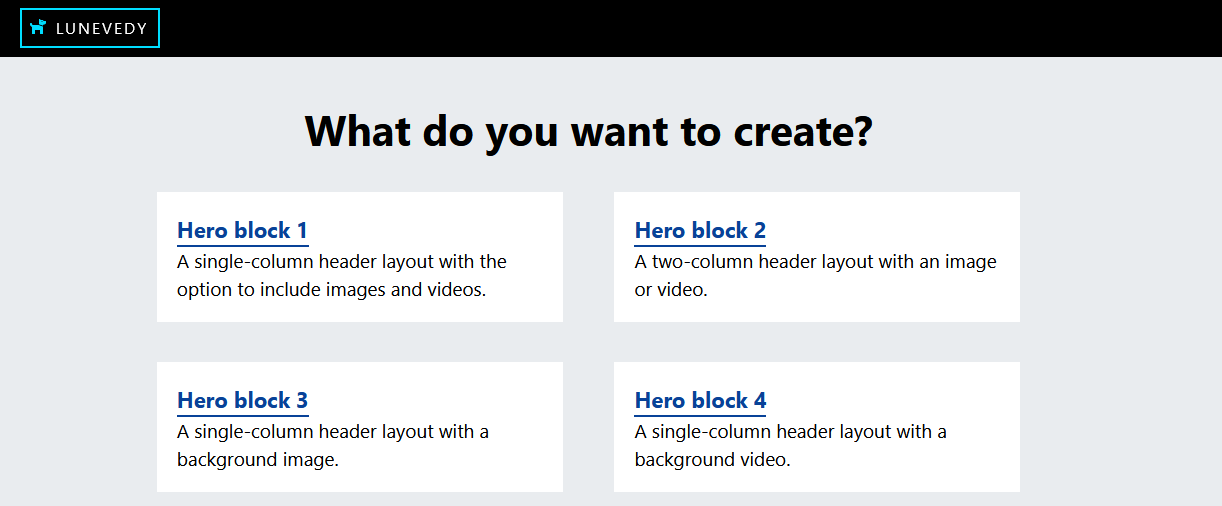 LUNEVEDY
What do you want to create?
Hero block 1
A single-column header layout with the
option to include images and videos.
Hero block 2
A two-column header layout with an image
or video.
Hero block 3
A single-column header layout with a
background image.
Hero block 4
A single-column header layout with a
background video.